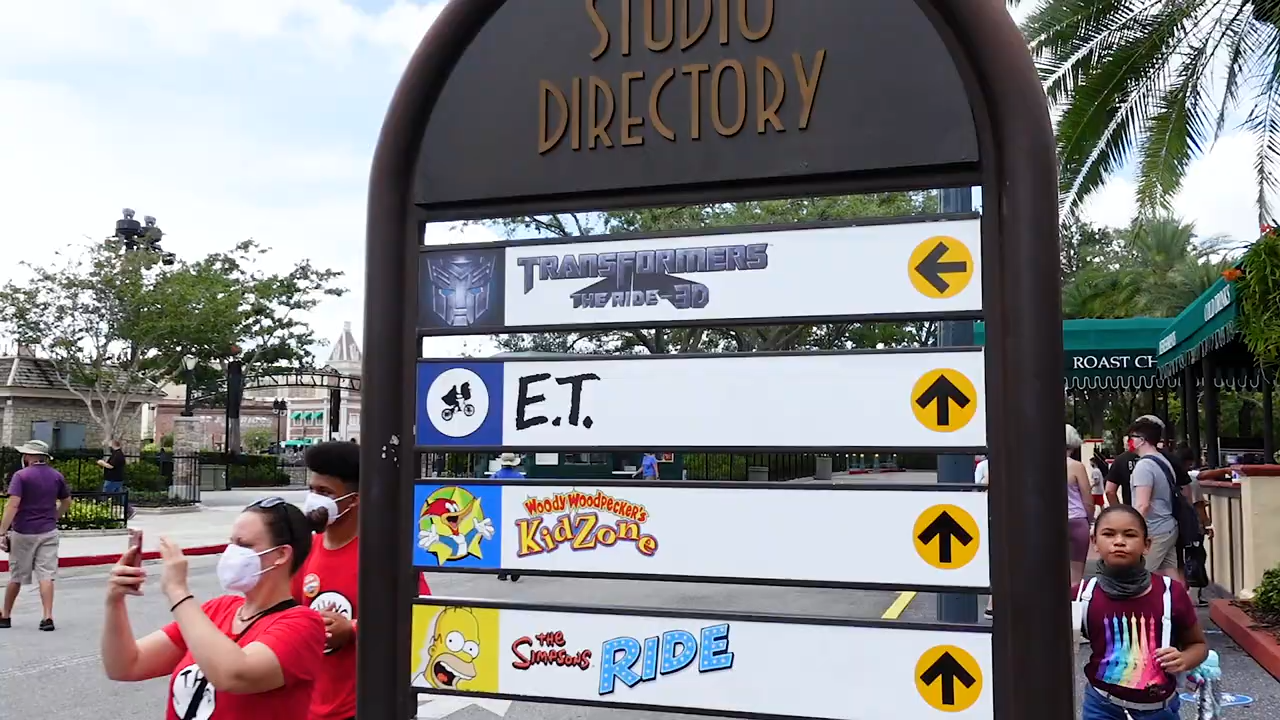 STUDIO
DIRECTORY
TRANSFORMERS
THE RIDE-3D
E.T.
WOODY WOODPECKER'S
KidZone
THE
SIMPSONS
RIDE
ROAST CH